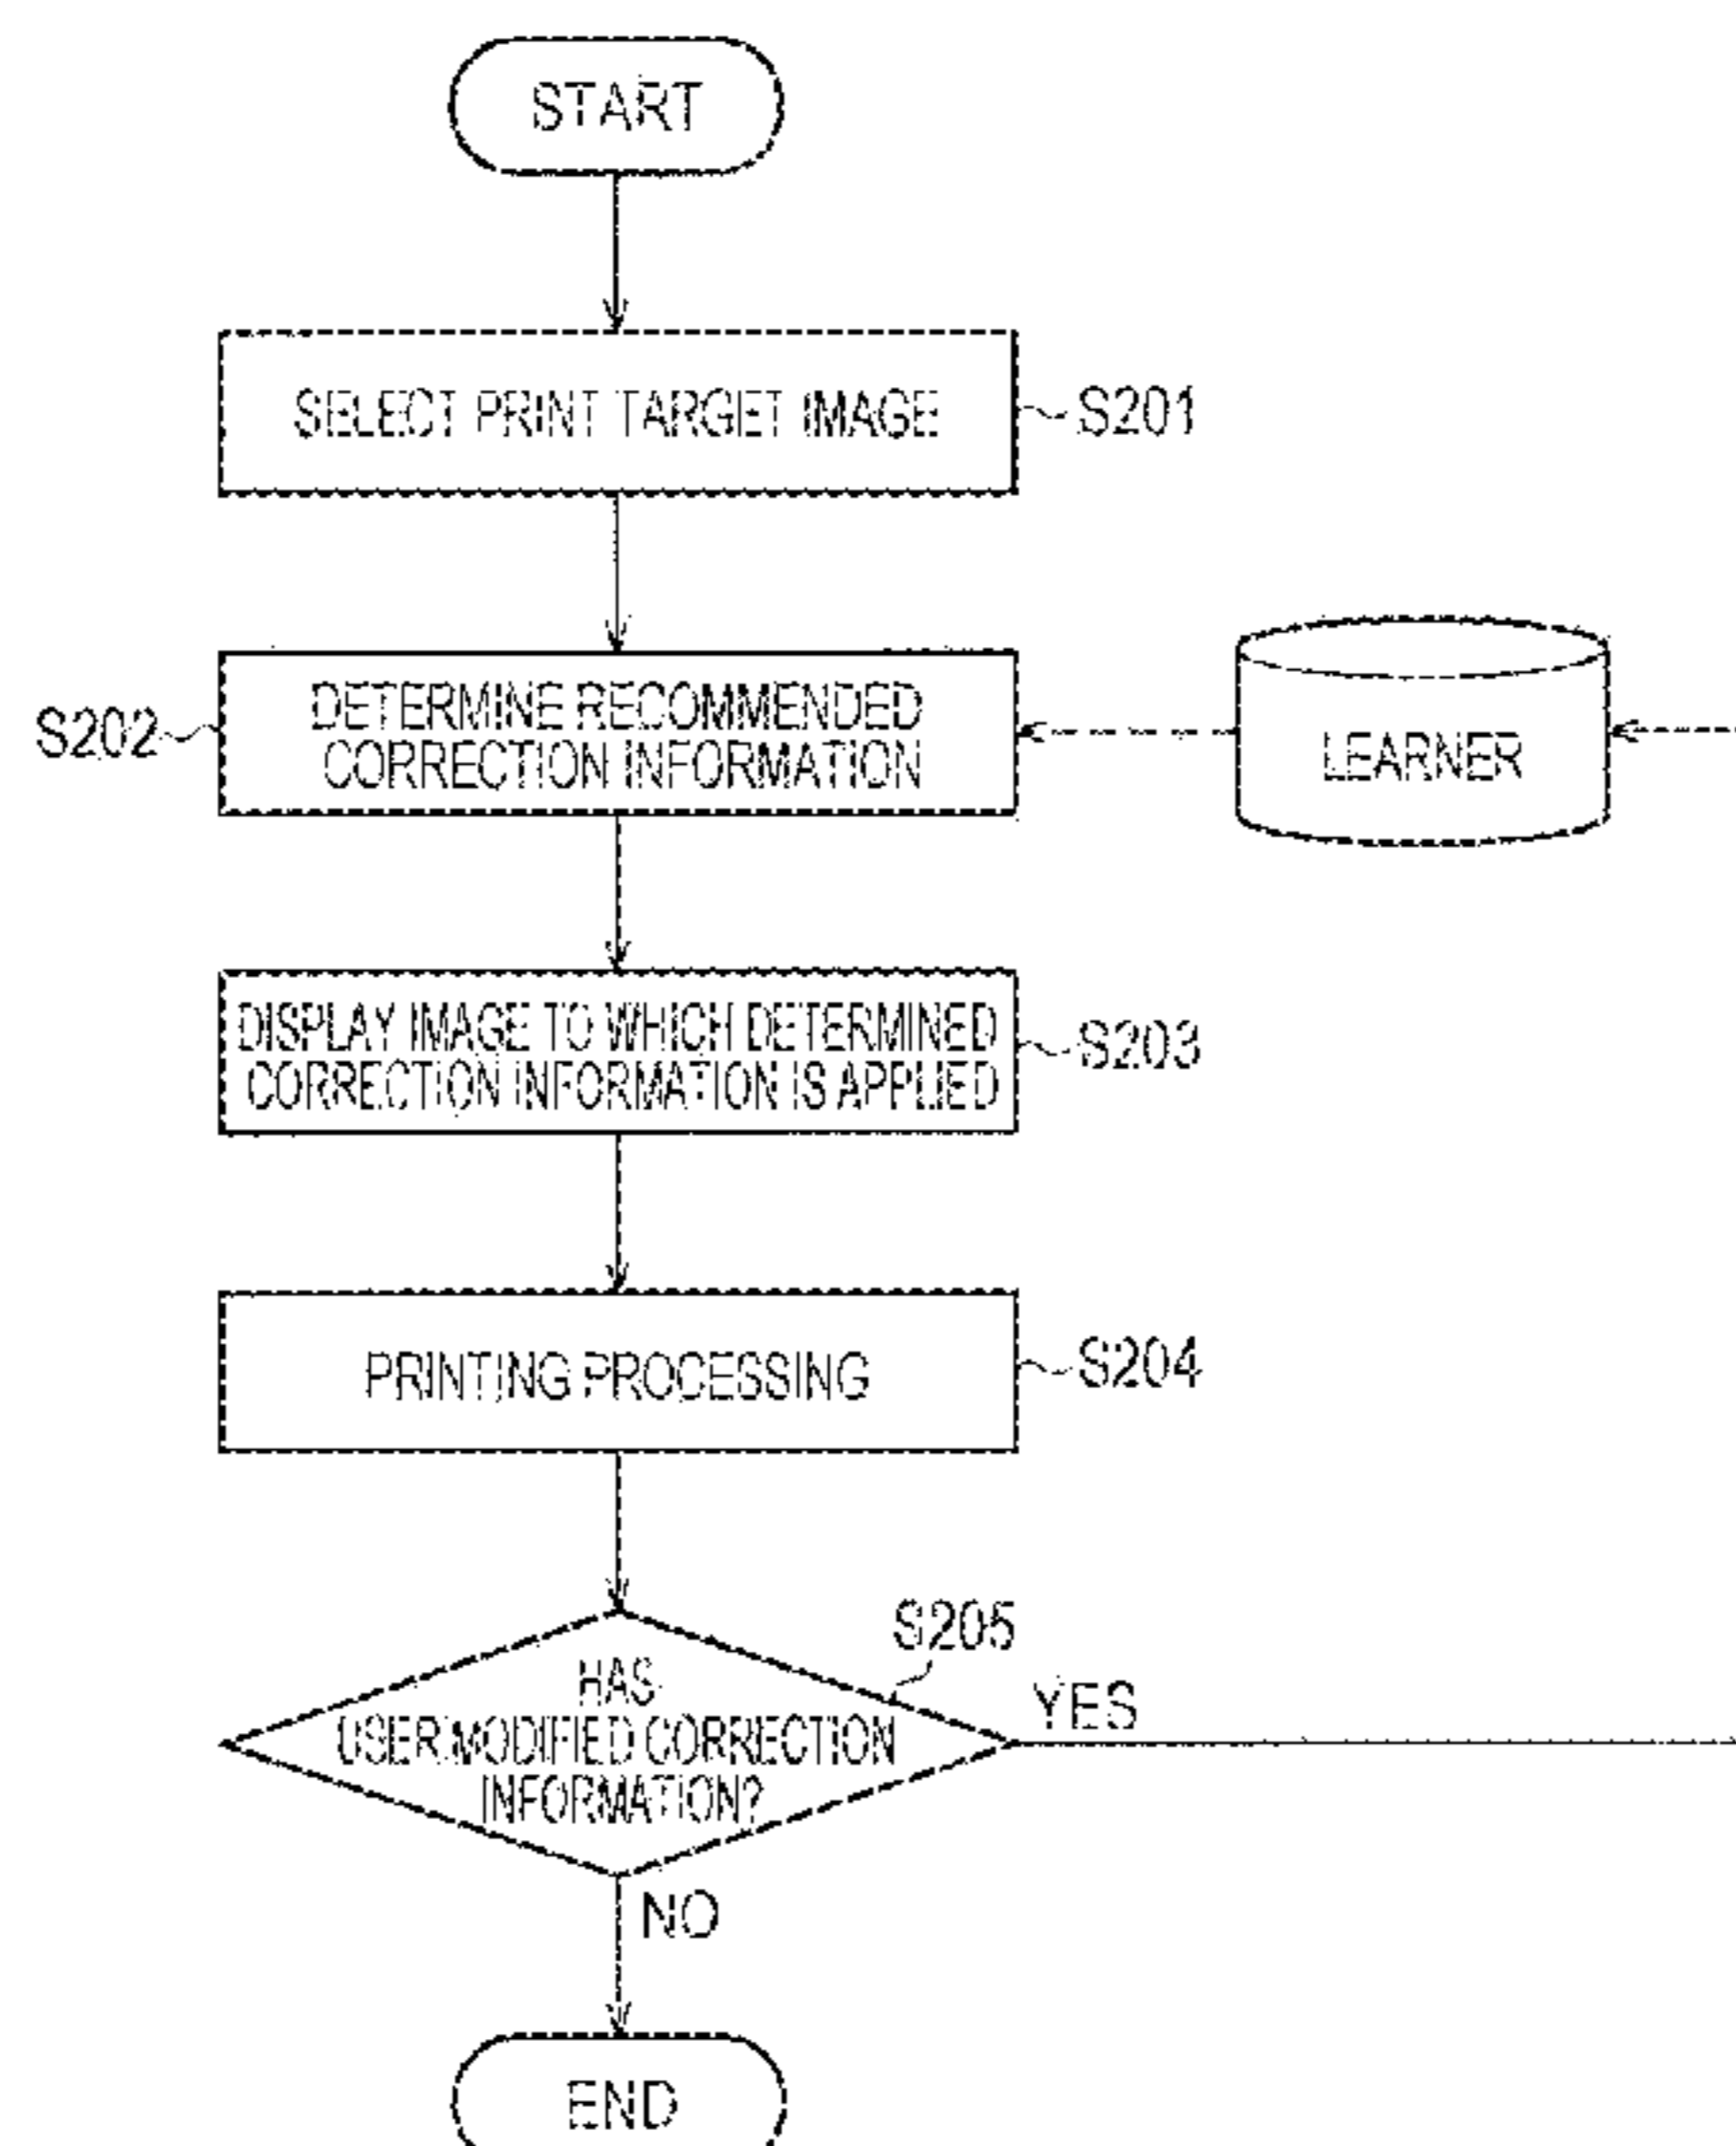 START
SELECT PRINT TARGET IMAGE
S201
S202
DETERMINE RECOMMENDED
CORRECTION INFORMATION
LEARNER
DISPLAY IMAGE TO WHICH DETERMINED
CORRECTION INFORMATION IS APPLIED
S203
PRINTING PROCESSING
S204
S205
HAS
USER MODIFIED CORRECTION
INFORMATION?
YES
NO
END